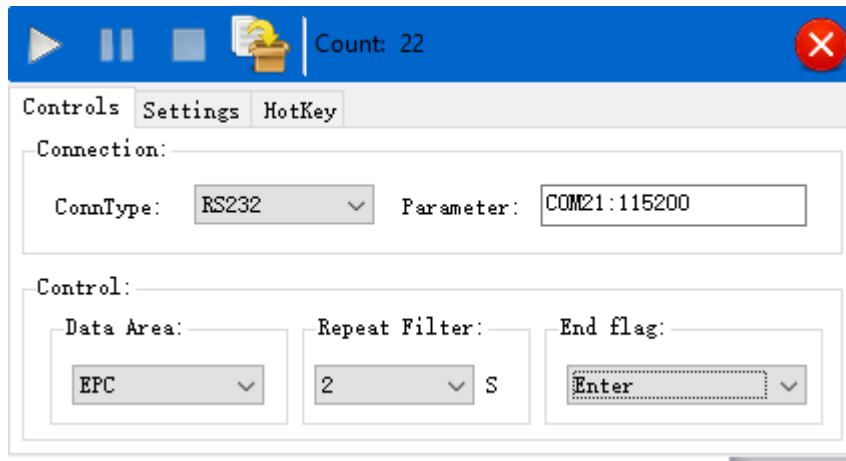 Count: 22
Controls Settings HotKey
Connection:
ConnType: RS232 Parameter: COM21:115200
Control:
Data Area: Repeat Filter: End flag:
EPC 2 S Enter